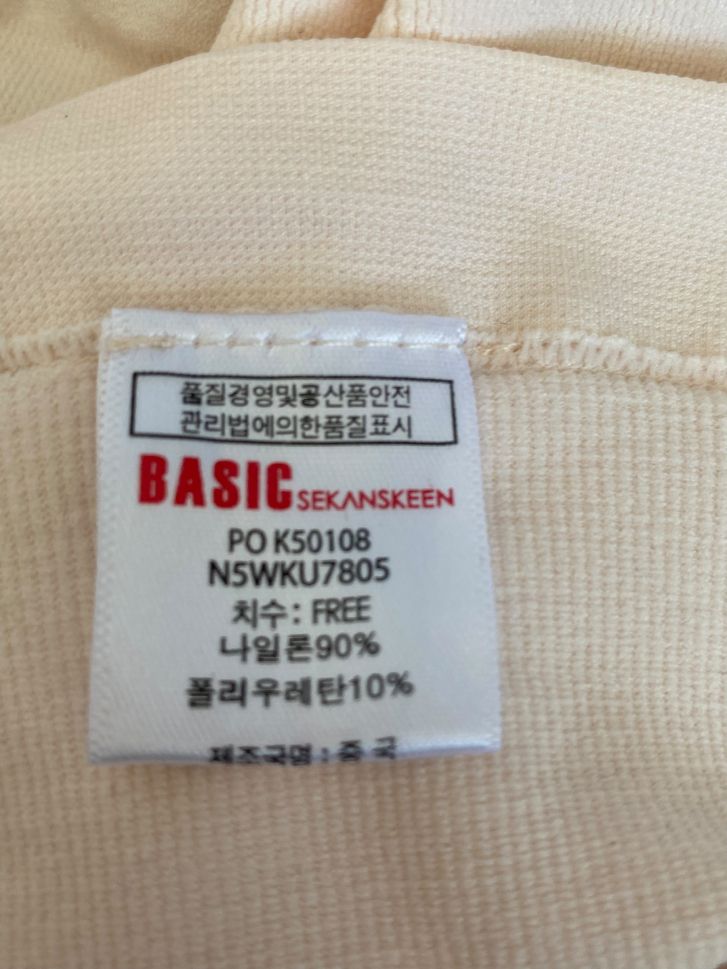 품질경영및공산품안전
관리법에의한품질표시
BASIC SEKANSKEEN
PO K50108
N5WKU7805
치수: FREE
나일론90%
폴리우레탄10%
제조국명 : 중국